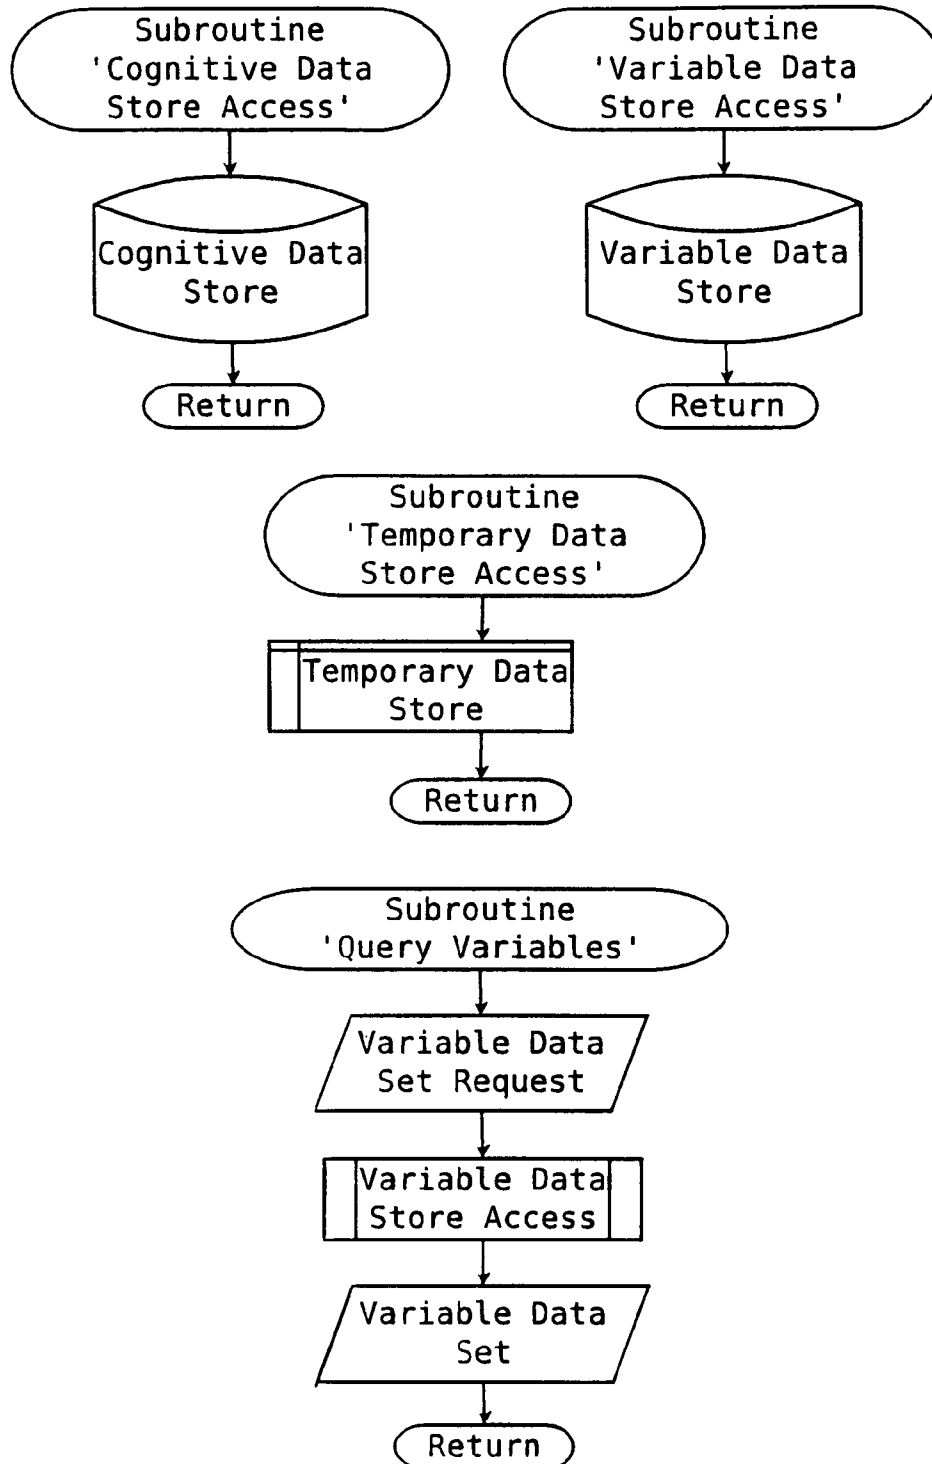 Subroutine
'Cognitive Data
Store Access'
Cognitive Data
Store
Return
Subroutine
'Variable Data
Store Access'
Variable Data
Store
Return
Subroutine
'Temporary Data
Store Access'
Temporary Data
Store
Return
Subroutine
'Query Variables'
Variable Data
Set Request
Variable Data
Store Access
Variable Data
Set
Return